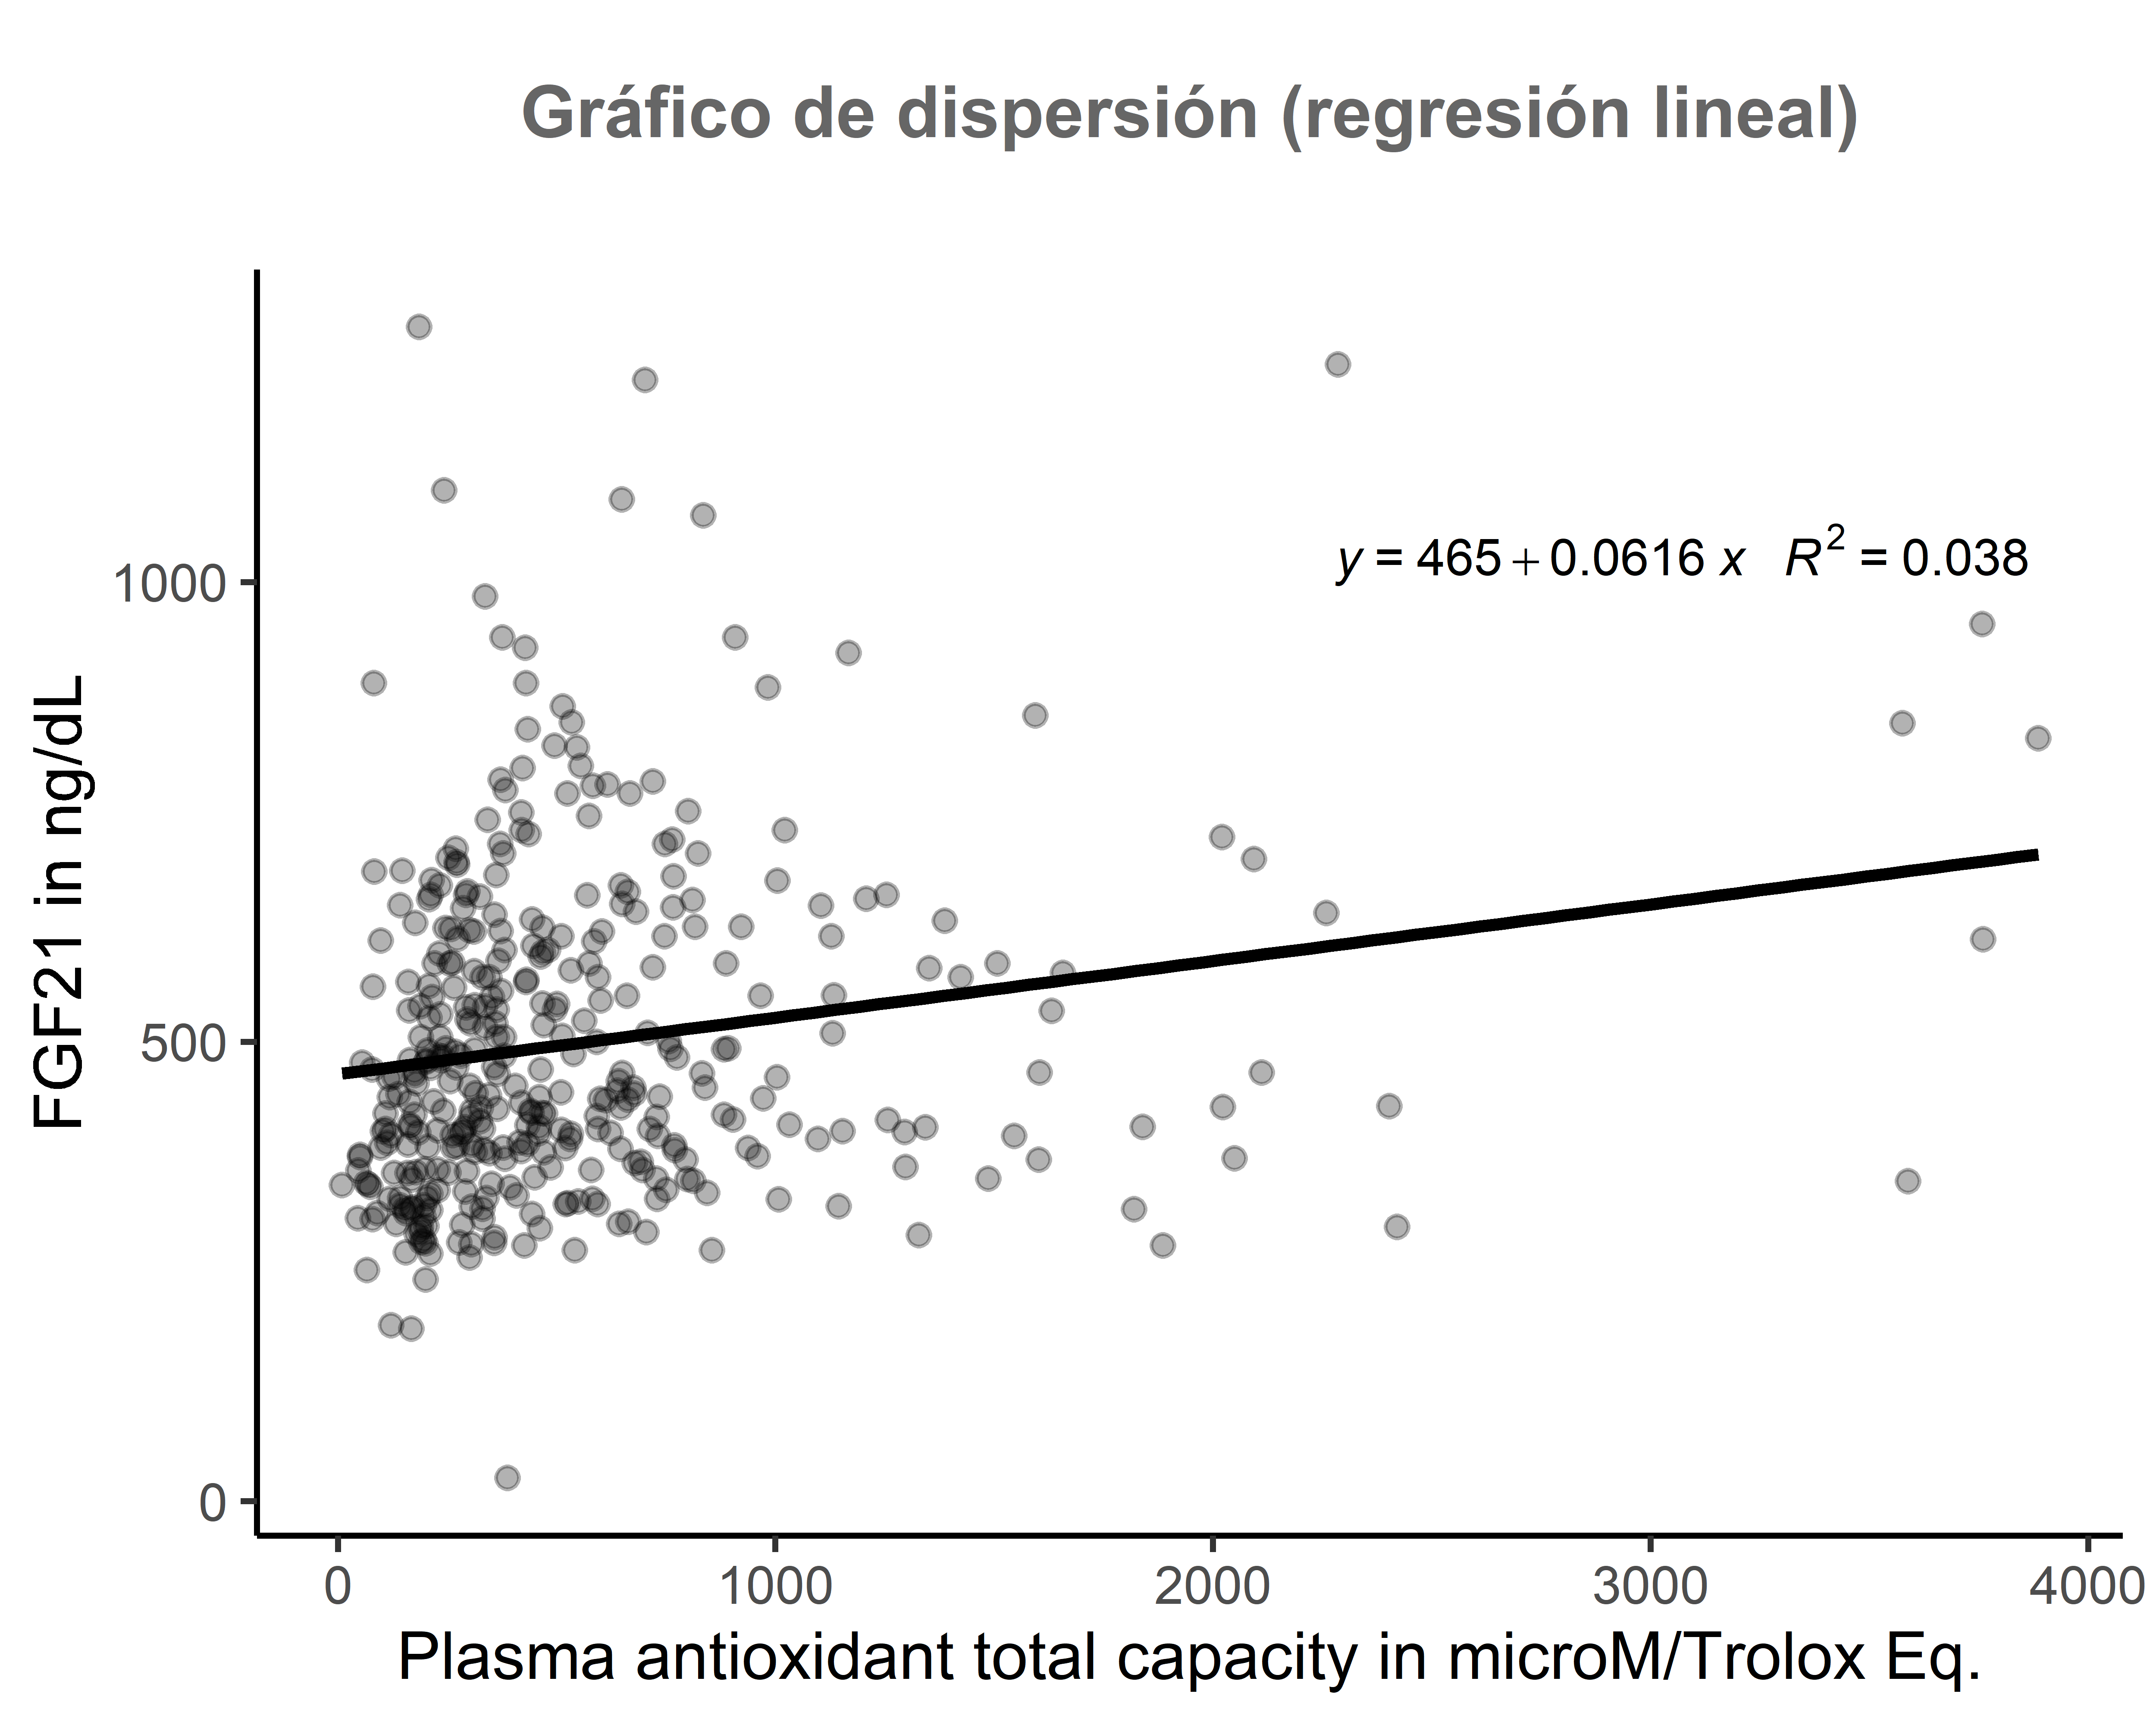 Gráfico de dispersión (regresión lineal)
y = 465 + 0.0616 x R² = 0.038
FGF21 in ng/dL
1000
500
0
0 1000 2000 3000 4000
Plasma antioxidant total capacity in microM/Trolox Eq.